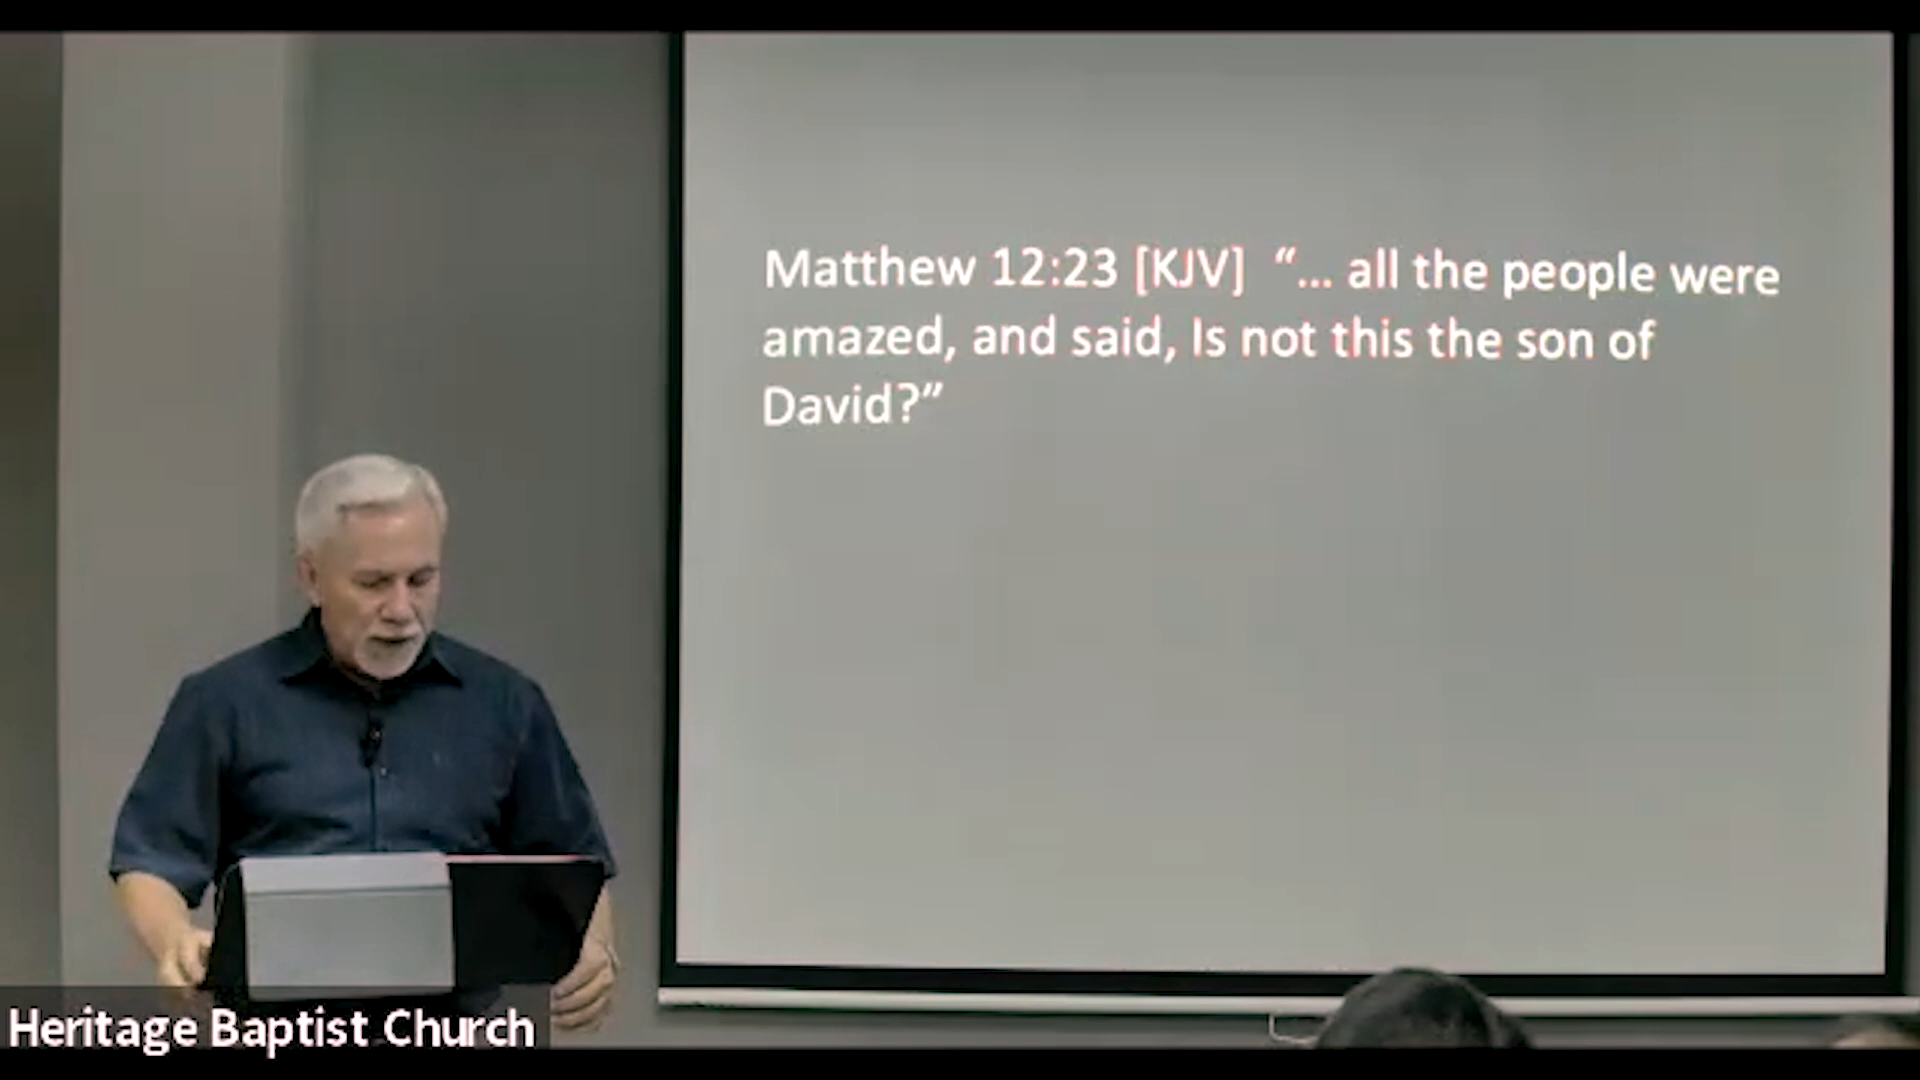 Matthew 12:23 [KJV]  “... all the people were
amazed, and said, Is not this the son of
David?”
Heritage Baptist Church